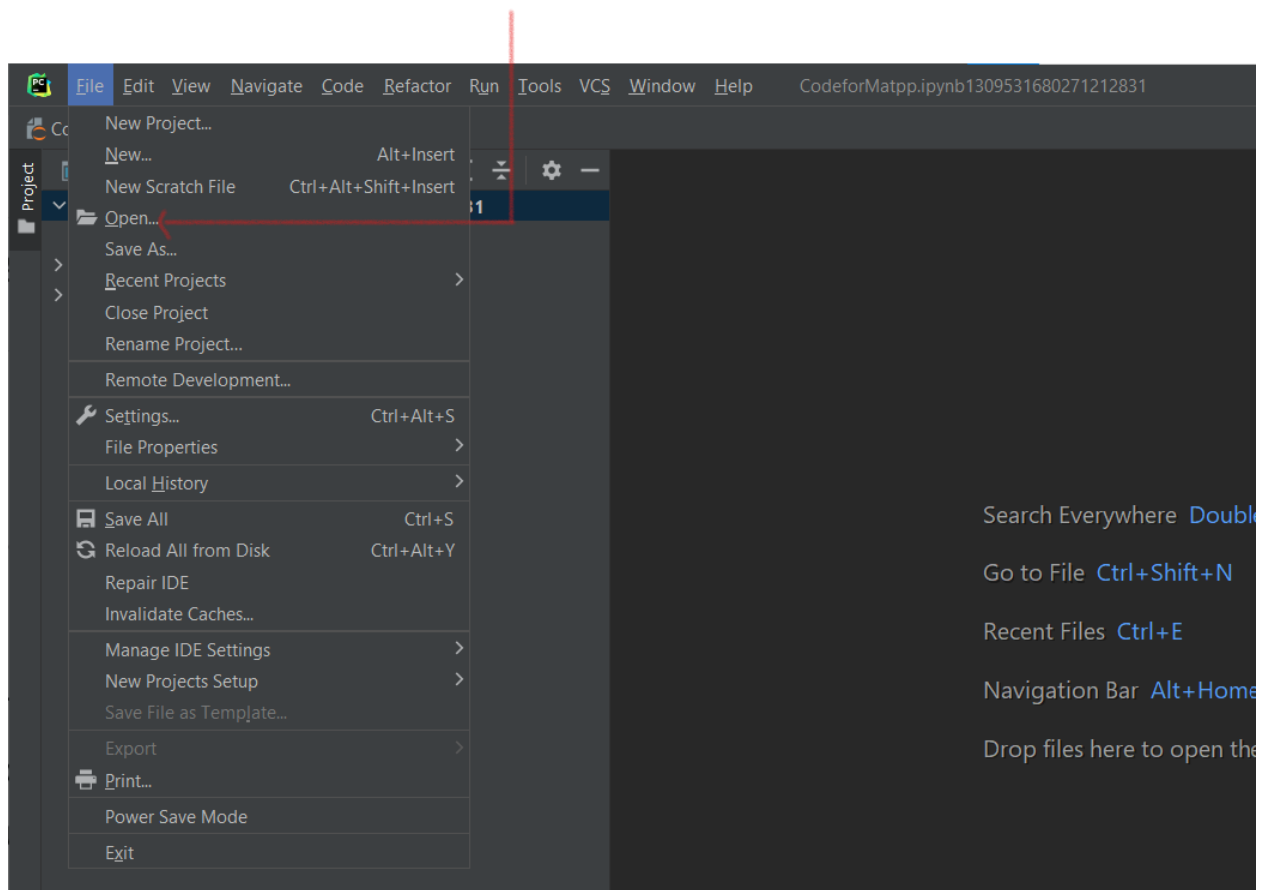 PC File Edit View Navigate Code Refactor Run Tools VCS Window Help CodeforMatpp.ipynb1309531680271212831
Project
New Project...
New... Alt+Insert
New Scratch File Ctrl+Alt+Shift+Insert
Open...
Save As...
Recent Projects
Close Project
Rename Project...
Remote Development...
Settings... Ctrl+Alt+S
File Properties
Local History
Save All Ctrl+S
Reload All from Disk Ctrl+Alt+Y
Repair IDE
Invalidate Caches...
Manage IDE Settings
New Projects Setup
Save File as Template...
Export
Print...
Power Save Mode
Exit
Search Everywhere Double
Go to File Ctrl+Shift+N
Recent Files Ctrl+E
Navigation Bar Alt+Home
Drop files here to open the